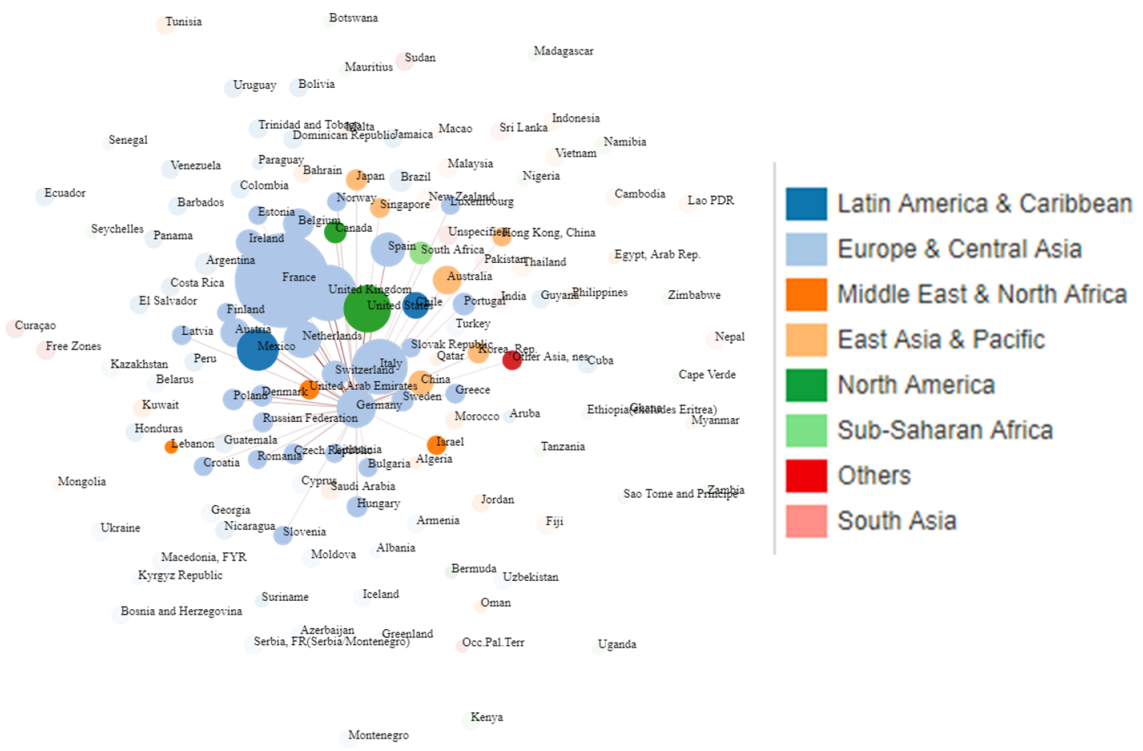 Tunisia
Botswana
Madagascar
Sudan
Mauritius
Uruguay
Bolivia
Indonesia
Trinidad and Tobago
Malta
Macao
Sri Lanka
Dominican Republic
Jamaica
Senegal
Namibia
Vietnam
Venezuela
Paraguay
Bahrain
Malaysia
Japan
Brazil
Nigeria
Colombia
Ecuador
Cambodia
Norway
New Zealand
Luxembourg
Lao PDR
Barbados
Singapore
Estonia
Belgium
Seychelles
Canada
Unspecified
Hong Kong, China
Panama
Ireland
Spain
South Africa
Egypt, Arab Rep.
Argentina
Pakistan
Thailand
France
Australia
Costa Rica
United Kingdom
Philippines
El Salvador
United States
Chile
Portugal
India
Guyana
Zimbabwe
Finland
Curaçao
Latvia
Austria
Turkey
Netherlands
Nepal
Free Zones
Mexico
Slovak Republic
Korea, Rep.
Peru
Qatar
Other Asia, nes
Cuba
Kazakhstan
Italy
Switzerland
Cape Verde
Belarus
China
United Arab Emirates
Denmark
Greece
Poland
Sweden
Kuwait
Germany
Ghana
Ethiopia(excludes Eritrea)
Russian Federation
Morocco
Aruba
Myanmar
Honduras
Lebanon
Guatemala
Israel
Tanzania
Czech Republic
Lithuania
Romania
Croatia
Bulgaria
Algeria
Mongolia
Cyprus
Saudi Arabia
Zambia
Sao Tome and Principe
Hungary
Jordan
Georgia
Ukraine
Nicaragua
Slovenia
Armenia
Fiji
Albania
Macedonia, FYR
Moldova
Kyrgyz Republic
Bermuda
Uzbekistan
Suriname
Iceland
Oman
Bosnia and Herzegovina
Azerbaijan
Greenland
Serbia, FR(Serbia/Montenegro)
Occ.Pal.Terr
Uganda
Kenya
Montenegro
Latin America & Caribbean
Europe & Central Asia
Middle East & North Africa
East Asia & Pacific
North America
Sub-Saharan Africa
Others
South Asia